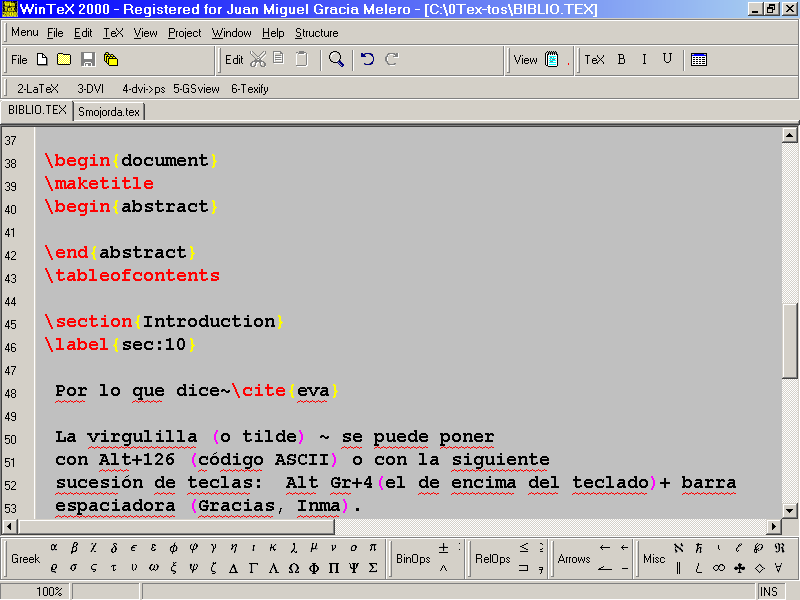 WinTeX 2000 - Registered for Juan Miguel Gracia Melero - [C:\0Tex-tos\BIBLIO.TEX]
Menu File Edit TeX View Project Window Help Structure
File Edit View TeX B I U
2-LaTeX 3-DVI 4-dvi->ps 5-GSview 6-Texify
BIBLIO.TEX Smojorda.tex
37
38 \begin{document}
39 \maketitle
40 \begin{abstract}
41
42 \end{abstract}
43 \tableofcontents
44
45 \section{Introduction}
46 \label{sec:10}
47
48 Por lo que dice~\cite{eva}
49
50 La virgulilla (o tilde) ~ se puede poner
51 con Alt+126 (código ASCII) o con la siguiente
52 sucesión de teclas:  Alt Gr+4(el de encima del teclado)+ barra
53 espaciadora (Gracias, Inma).
Greek α β χ δ ϵ ε ϕ φ γ η ι κ λ μ ν ο π BinOps ± RelOps ≤ Arrows ← ← Misc ℵ ℏ ı ℓ ℘ ℜ
ϱ σ ς τ υ ω ξ ψ ζ Δ Γ Λ Ω Φ Π Ψ Σ ∧ ⊐ ∥ ∠ ∞ ♣ ◇ ∀
100% INS